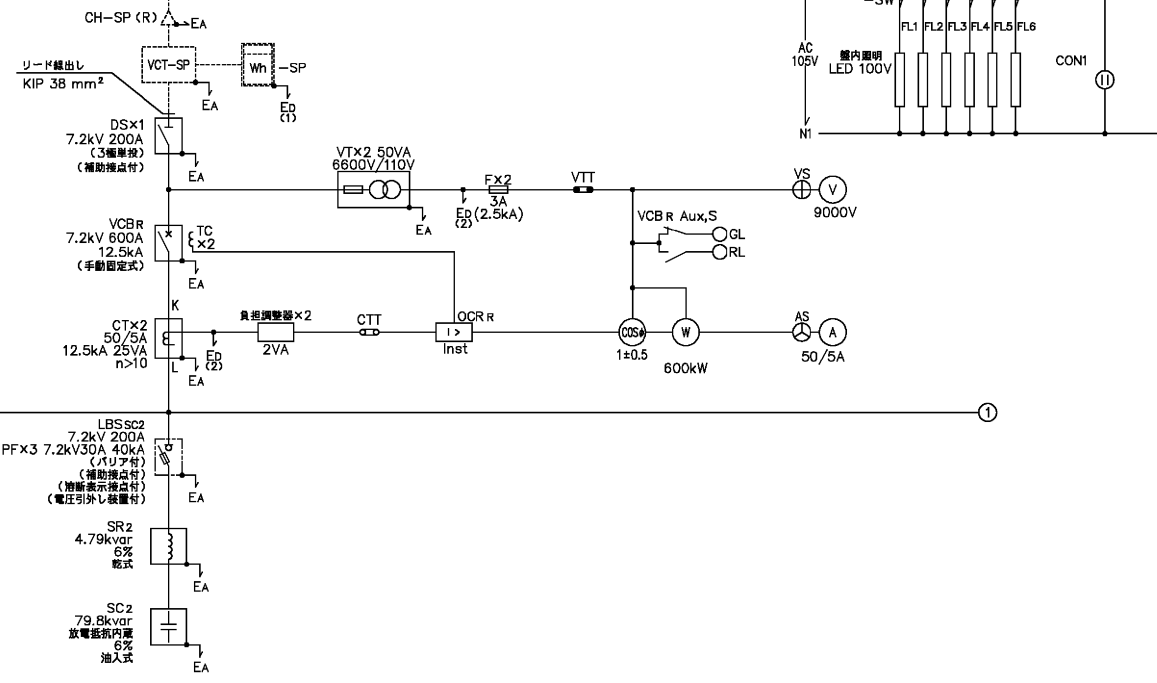 CH-SP (R)
EA
リード線出し
KIP 38 mm²
VCT-SP
EA
Wh
-SP
ED
(1)
DS×1
7.2kV 200A
(3極単投)
(補助接点付)
EA
VT×2 50VA
6600V/110V
EA
ED
(2)
(2.5kA)
F×2
3A
VTT
VS
V
9000V
VCBR
7.2kV 600A
12.5kA
(手動固定式)
EA
TC
×2
VCBR Aux,S
GL
RL
K
CT×2
50/5A
12.5kA 25VA
n>10
L
EA
ED
(2)
負担調整器×2
2VA
CTT
OCRR
I >
Inst
COSφ
1±0.5
W
600kW
AS
A
50/5A
1
LBSSC2
7.2kV 200A
PF×3 7.2kV30A 40kA
(バリア付)
(補助接点付)
(溶断表示接点付)
(電圧引外し装置付)
EA
SR2
4.79kvar
6%
乾式
EA
SC2
79.8kvar
放電抵抗内蔵
6%
油入式
EA
-SW
FL1 FL2 FL3 FL4 FL5 FL6
AC
105V
盤内照明
LED 100V
CON1
N1